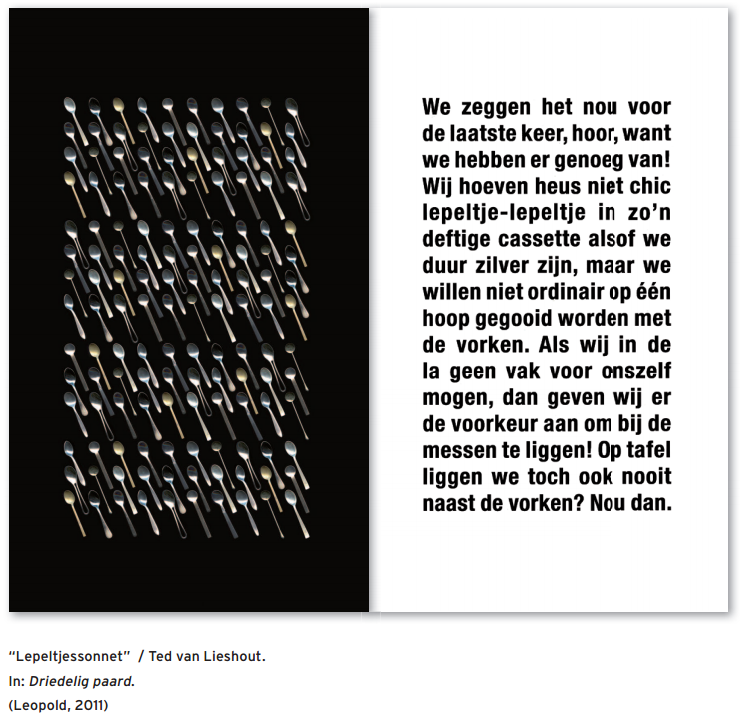 We zeggen het nou voor
de laatste keer, hoor, want
we hebben er genoeg van!
Wij hoeven heus niet chic
lepeltje-lepeltje in zo’n
deftige cassette alsof we
duur zilver zijn, maar we
willen niet ordinair op één
hoop gegooid worden met
de vorken. Als wij in de
la geen vak voor onszelf
mogen, dan geven wij er
de voorkeur aan om bij de
messen te liggen! Op tafel
liggen we toch ook nooit
naast de vorken? Nou dan.
“Lepeltjessonnet” / Ted van Lieshout.
In: Driedelig paard.
(Leopold, 2011)